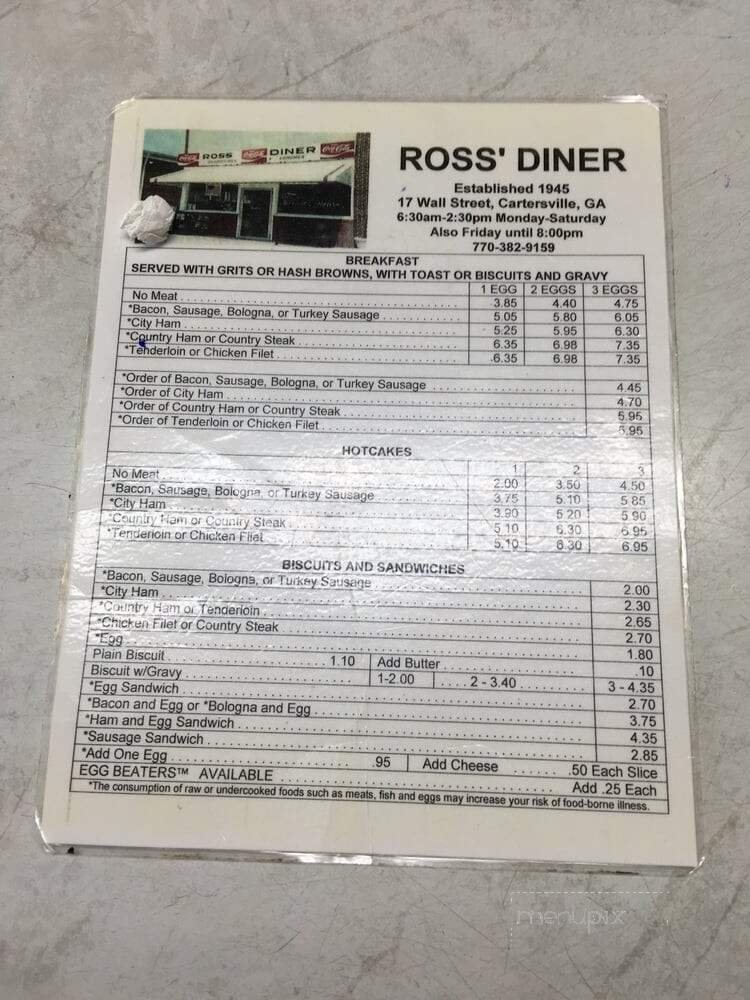 Coca-Cola ROSS Coca-Cola DINER Coca-Cola
ROSS' DINER
Established 1945
17 Wall Street, Cartersville, GA
6:30am-2:30pm Monday-Saturday
Also Friday until 8:00pm
770-382-9159
BREAKFAST
SERVED WITH GRITS OR HASH BROWNS, WITH TOAST OR BISCUITS AND GRAVY
1 EGG 2 EGGS 3 EGGS
No Meat 3.85 4.40 4.75
*Bacon, Sausage, Bologna, or Turkey Sausage 5.05 5.80 6.05
*City Ham 5.25 5.95 6.30
*Country Ham or Country Steak 6.35 6.98 7.35
*Tenderloin or Chicken Filet 6.35 6.98 7.35
*Order of Bacon, Sausage, Bologna, or Turkey Sausage 4.45
*Order of City Ham 4.70
*Order of Country Ham or Country Steak 5.95
*Order of Tenderloin or Chicken Filet 5.95
HOTCAKES
1 2 3
No Meat 2.00 3.50 4.50
*Bacon, Sausage, Bologna, or Turkey Sausage 3.75 5.10 5.85
*City Ham 3.90 5.20 5.90
*Country Ham or Country Steak 5.10 6.30 6.95
*Tenderloin or Chicken Filet 5.10 6.30 6.95
BISCUITS AND SANDWICHES
*Bacon, Sausage, Bologna, or Turkey Sausage 2.00
*City Ham 2.30
*Country Ham or Tenderloin 2.65
*Chicken Filet or Country Steak 2.70
*Egg 1.80
Plain Biscuit 1.10 Add Butter .10
Biscuit w/Gravy 1-2.00 2 - 3.40 3 - 4.35
*Egg Sandwich 2.70
*Bacon and Egg or *Bologna and Egg 3.75
*Ham and Egg Sandwich 4.35
*Sausage Sandwich 2.85
*Add One Egg .95 Add Cheese .50 Each Slice
EGG BEATERS™ AVAILABLE Add .25 Each
*The consumption of raw or undercooked foods such as meats, fish and eggs may increase your risk of food-borne illness.
menupix